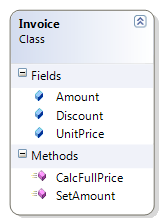 Invoice
Class
Fields
Amount
Discount
UnitPrice
Methods
CalcFullPrice
SetAmount